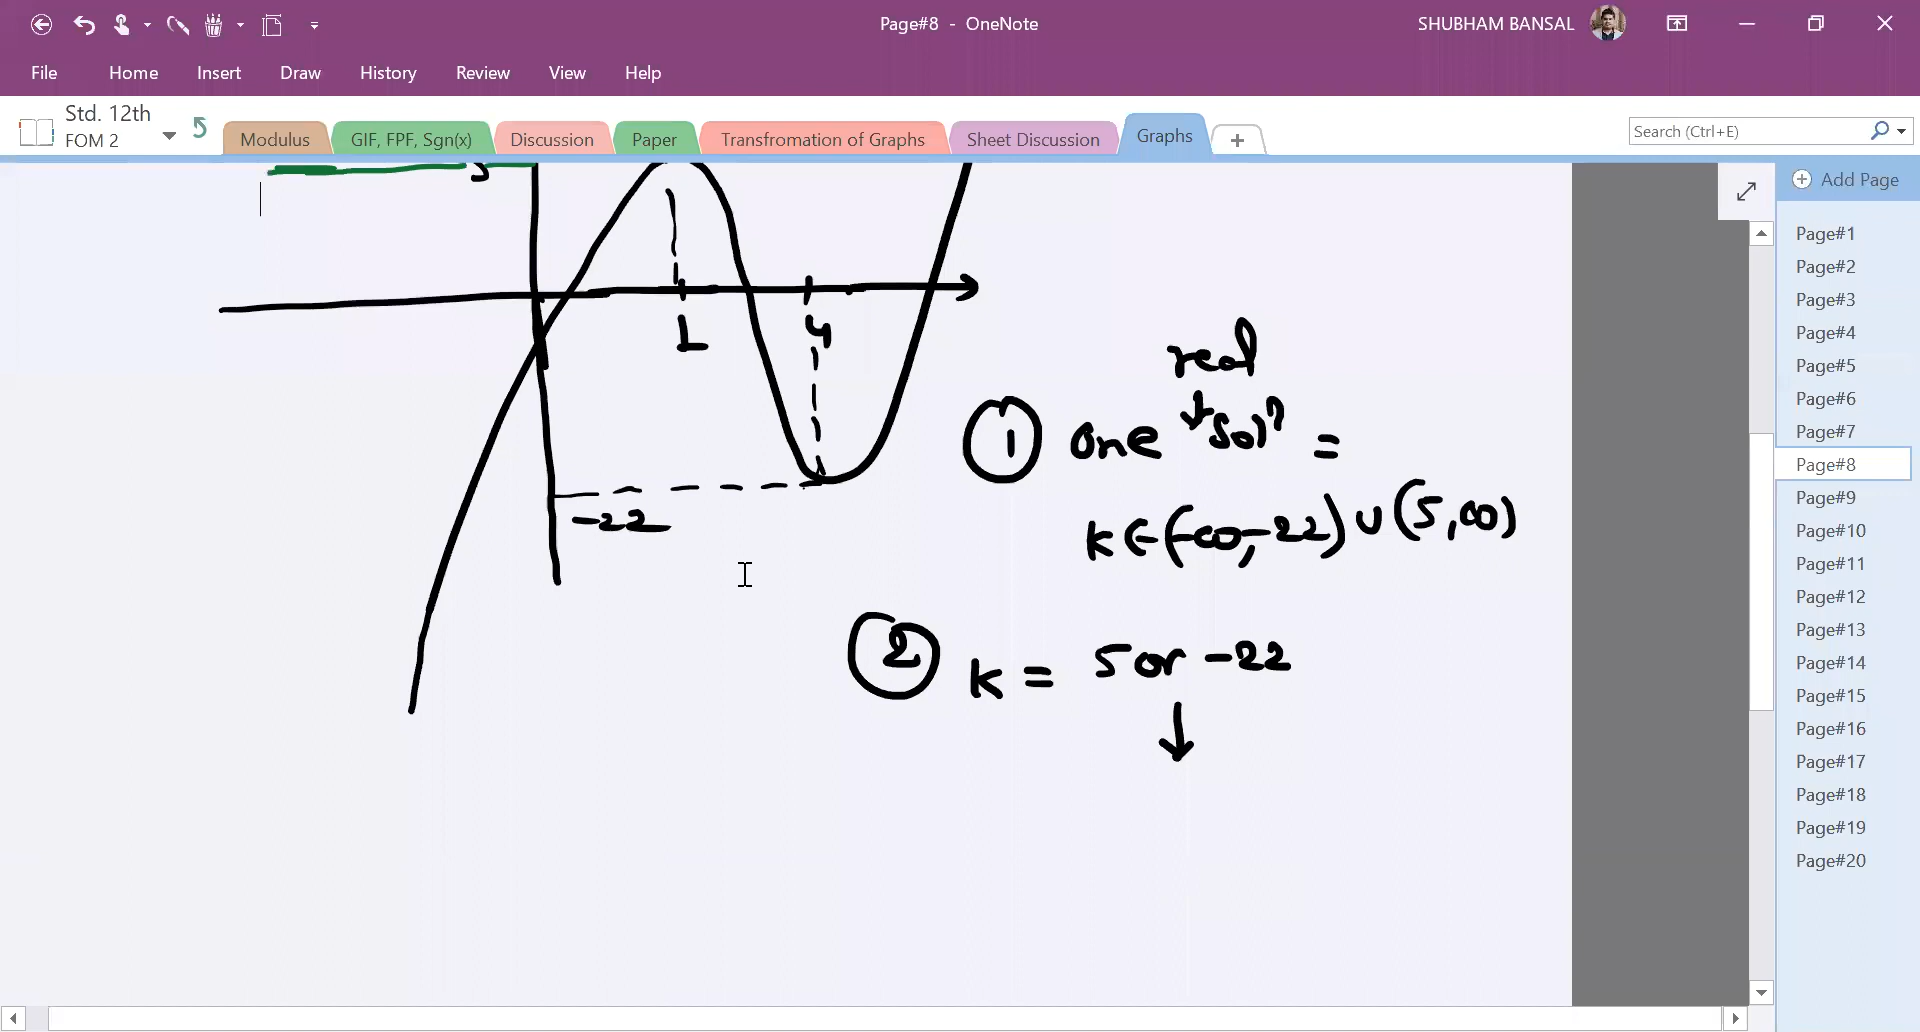 Page#8 - OneNote
SHUBHAM BANSAL
File Home Insert Draw History Review View Help
Std. 12th
FOM 2
Modulus GIF, FPF, Sgn(x) Discussion Paper Transfromation of Graphs Sheet Discussion Graphs +
Search (Ctrl+E)
Add Page
Page#1
Page#2
Page#3
Page#4
Page#5
Page#6
Page#7
Page#8
Page#9
Page#10
Page#11
Page#12
Page#13
Page#14
Page#15
Page#16
Page#17
Page#18
Page#19
Page#20
1 4
-22
real
① one ↓ solⁿ =
k ∈ (-∞, -22) ∪ (5, ∞)
② k = 5 or -22
↓